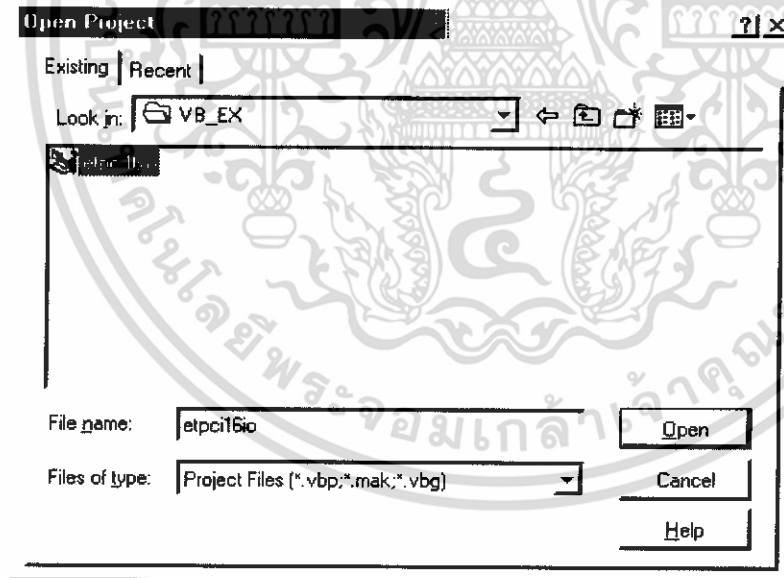 Open Project
Existing Recent
Look in: VB_EX
File name: etpci16io Open
Files of type: Project Files (*.vbp;*.mak;*.vbg) Cancel
Help